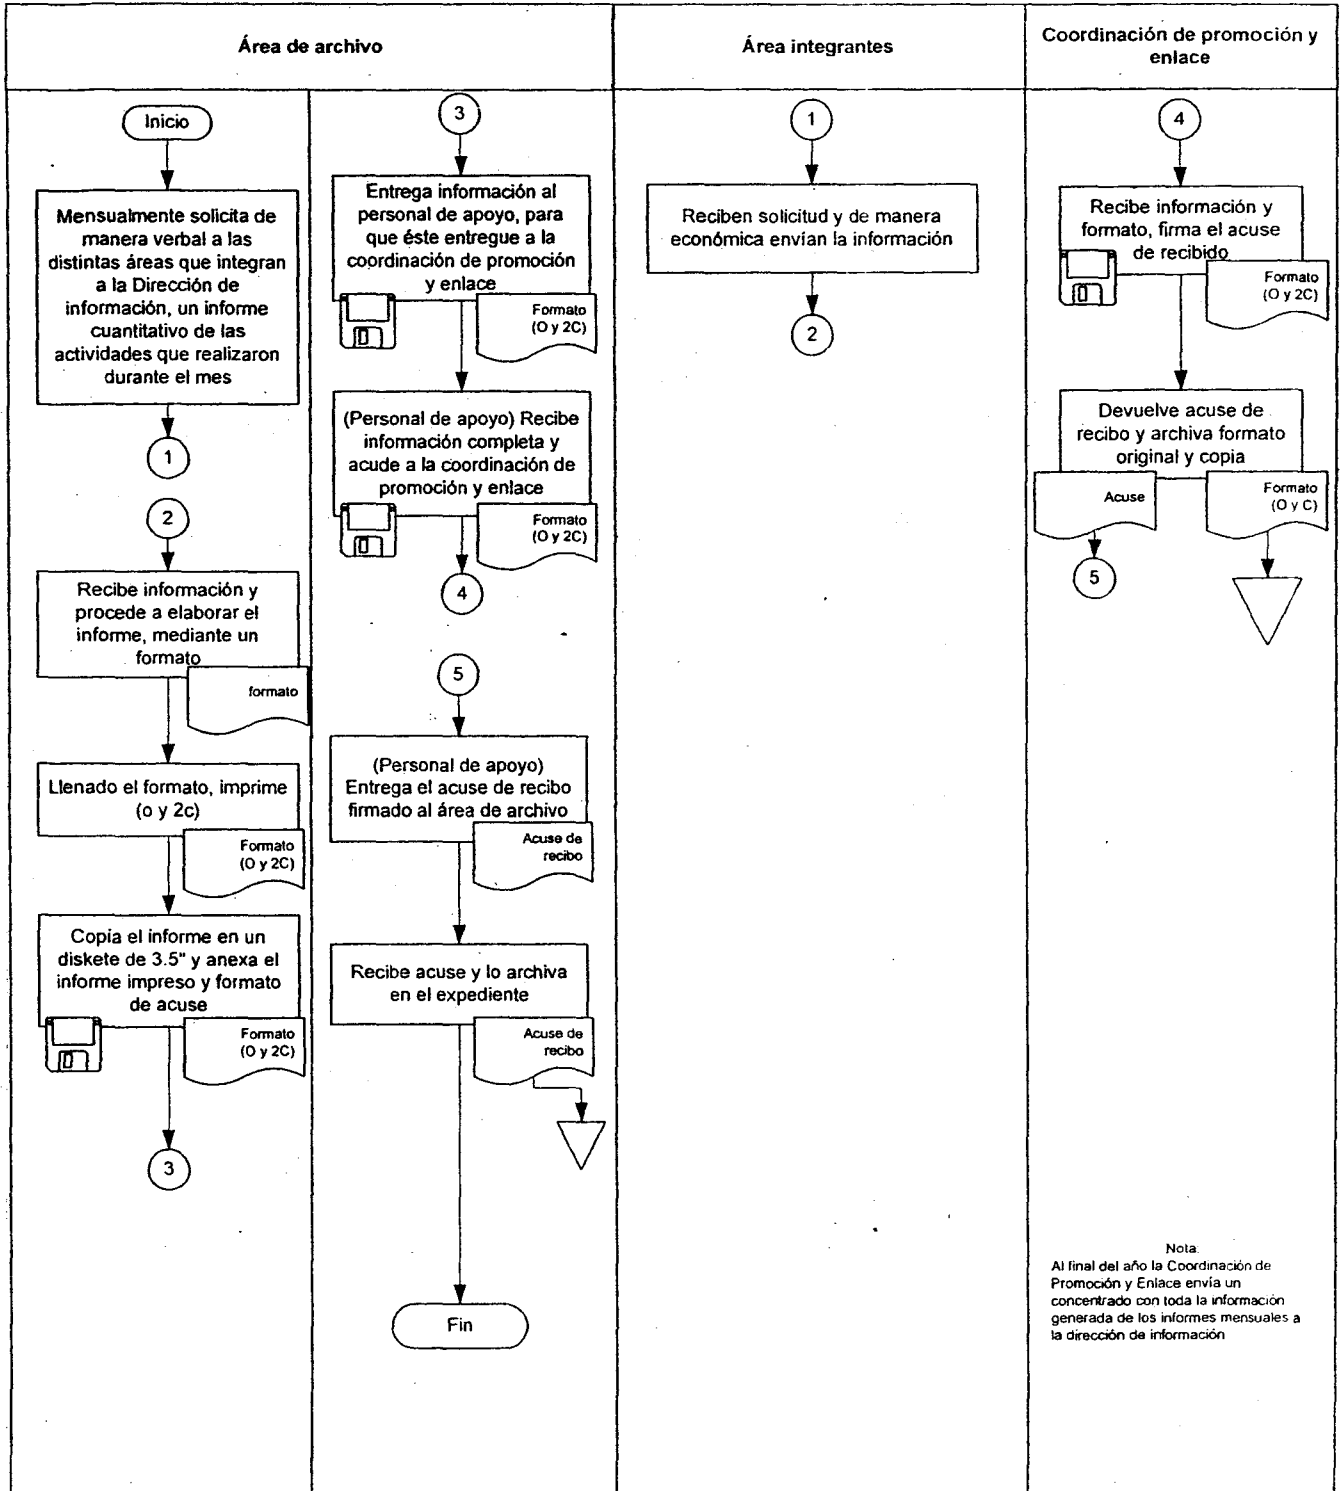 Área de archivo
Área integrantes
Coordinación de promoción y
enlace
Inicio
Mensualmente solicita de
manera verbal a las
distintas áreas que integran
a la Dirección de
información, un informe
cuantitativo de las
actividades que realizaron
durante el mes
1
2
Recibe información y
procede a elaborar el
informe, mediante un
formato
formato
Llenado el formato, imprime
(o y 2c)
Formato
(O y 2C)
Copia el informe en un
diskete de 3.5" y anexa el
informe impreso y formato
de acuse
Formato
(O y 2C)
3
3
Entrega información al
personal de apoyo, para
que éste entregue a la
coordinación de promoción
y enlace
Formato
(O y 2C)
(Personal de apoyo) Recibe
información completa y
acude a la coordinación de
promoción y enlace
Formato
(O y 2C)
4
5
(Personal de apoyo)
Entrega el acuse de recibo
firmado al área de archivo
Acuse de
recibo
Recibe acuse y lo archiva
en el expediente
Acuse de
recibo
Fin
1
Reciben solicitud y de manera
económica envían la información
2
4
Recibe información y
formato, firma el acuse
de recibido
Formato
(O y 2C)
Devuelve acuse de
recibo y archiva formato
original y copia
Acuse
Formato
(O y C)
5
Nota:
Al final del año la Coordinación de
Promoción y Enlace envía un
concentrado con toda la información
generada de los informes mensuales a
la dirección de información